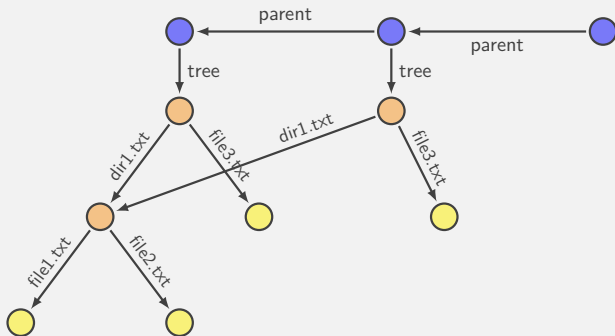 parent
parent
tree
tree
dir1.txt
file3.txt
dir1.txt
file3.txt
file1.txt
file2.txt